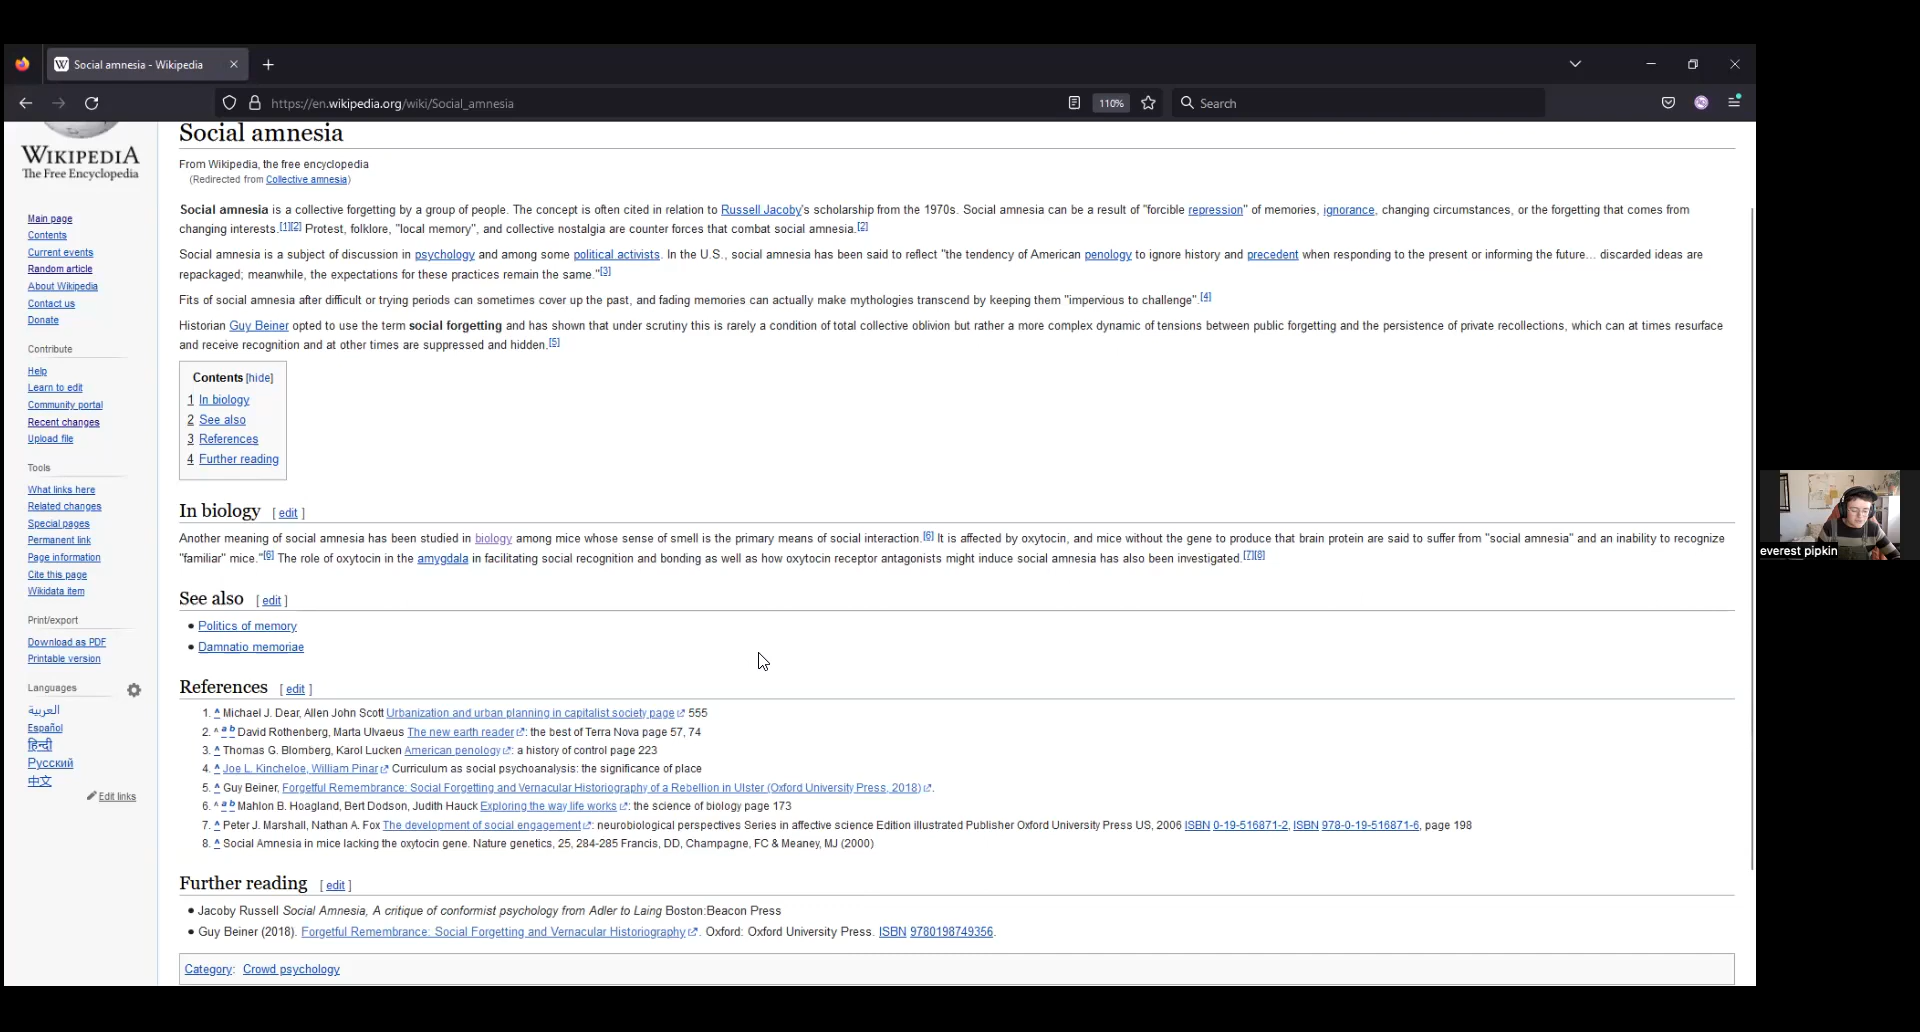 Social amnesia - Wikipedia
https://en.wikipedia.org/wiki/Social_amnesia
110%
Search
WIKIPEDIA
The Free Encyclopedia
Main page
Contents
Current events
Random article
About Wikipedia
Contact us
Donate
Contribute
Help
Learn to edit
Community portal
Recent changes
Upload file
Tools
What links here
Related changes
Special pages
Permanent link
Page information
Cite this page
Wikidata item
Print/export
Download as PDF
Printable version
Languages
العربية
Español
हिन्दी
Русский
中文
Edit links
Social amnesia
From Wikipedia, the free encyclopedia
(Redirected from Collective amnesia)
Social amnesia is a collective forgetting by a group of people. The concept is often cited in relation to Russell Jacoby's scholarship from the 1970s. Social amnesia can be a result of "forcible repression" of memories, ignorance, changing circumstances, or the forgetting that comes from
changing interests.[1][2] Protest, folklore, "local memory", and collective nostalgia are counter forces that combat social amnesia.[2]
Social amnesia is a subject of discussion in psychology and among some political activists. In the U.S., social amnesia has been said to reflect "the tendency of American penology to ignore history and precedent when responding to the present or informing the future... discarded ideas are
repackaged; meanwhile, the expectations for these practices remain the same."[3]
Fits of social amnesia after difficult or trying periods can sometimes cover up the past, and fading memories can actually make mythologies transcend by keeping them "impervious to challenge".[4]
Historian Guy Beiner opted to use the term social forgetting and has shown that under scrutiny this is rarely a condition of total collective oblivion but rather a more complex dynamic of tensions between public forgetting and the persistence of private recollections, which can at times resurface
and receive recognition and at other times are suppressed and hidden.[5]
Contents [hide]
1 In biology
2 See also
3 References
4 Further reading
In biology [ edit ]
Another meaning of social amnesia has been studied in biology among mice whose sense of smell is the primary means of social interaction.[6] It is affected by oxytocin, and mice without the gene to produce that brain protein are said to suffer from "social amnesia" and an inability to recognize
"familiar" mice."[6] The role of oxytocin in the amygdala in facilitating social recognition and bonding as well as how oxytocin receptor antagonists might induce social amnesia has also been investigated.[7][8]
See also [ edit ]
• Politics of memory
• Damnatio memoriae
References [ edit ]
1. ^ Michael J. Dear, Allen John Scott Urbanization and urban planning in capitalist society page 555
2. ^ a b David Rothenberg, Marta Ulvaeus The new earth reader: the best of Terra Nova page 57, 74
3. ^ Thomas G. Blomberg, Karol Lucken American penology: a history of control page 223
4. ^ Joe L. Kincheloe, William Pinar Curriculum as social psychoanalysis: the significance of place
5. ^ Guy Beiner, Forgetful Remembrance: Social Forgetting and Vernacular Historiography of a Rebellion in Ulster (Oxford University Press, 2018).
6. ^ a b Mahlon B. Hoagland, Bert Dodson, Judith Hauck Exploring the way life works: the science of biology page 173
7. ^ Peter J. Marshall, Nathan A. Fox The development of social engagement: neurobiological perspectives Series in affective science Edition illustrated Publisher Oxford University Press US, 2006 ISBN 0-19-516871-2, ISBN 978-0-19-516871-6, page 198
8. ^ Social Amnesia in mice lacking the oxytocin gene. Nature genetics, 25, 284-285 Francis, DD, Champagne, FC & Meaney, MJ (2000)
Further reading [ edit ]
• Jacoby Russell Social Amnesia, A critique of conformist psychology from Adler to Laing Boston:Beacon Press
• Guy Beiner (2018). Forgetful Remembrance: Social Forgetting and Vernacular Historiography. Oxford: Oxford University Press. ISBN 9780198749356.
Category: Crowd psychology
everest pipkin